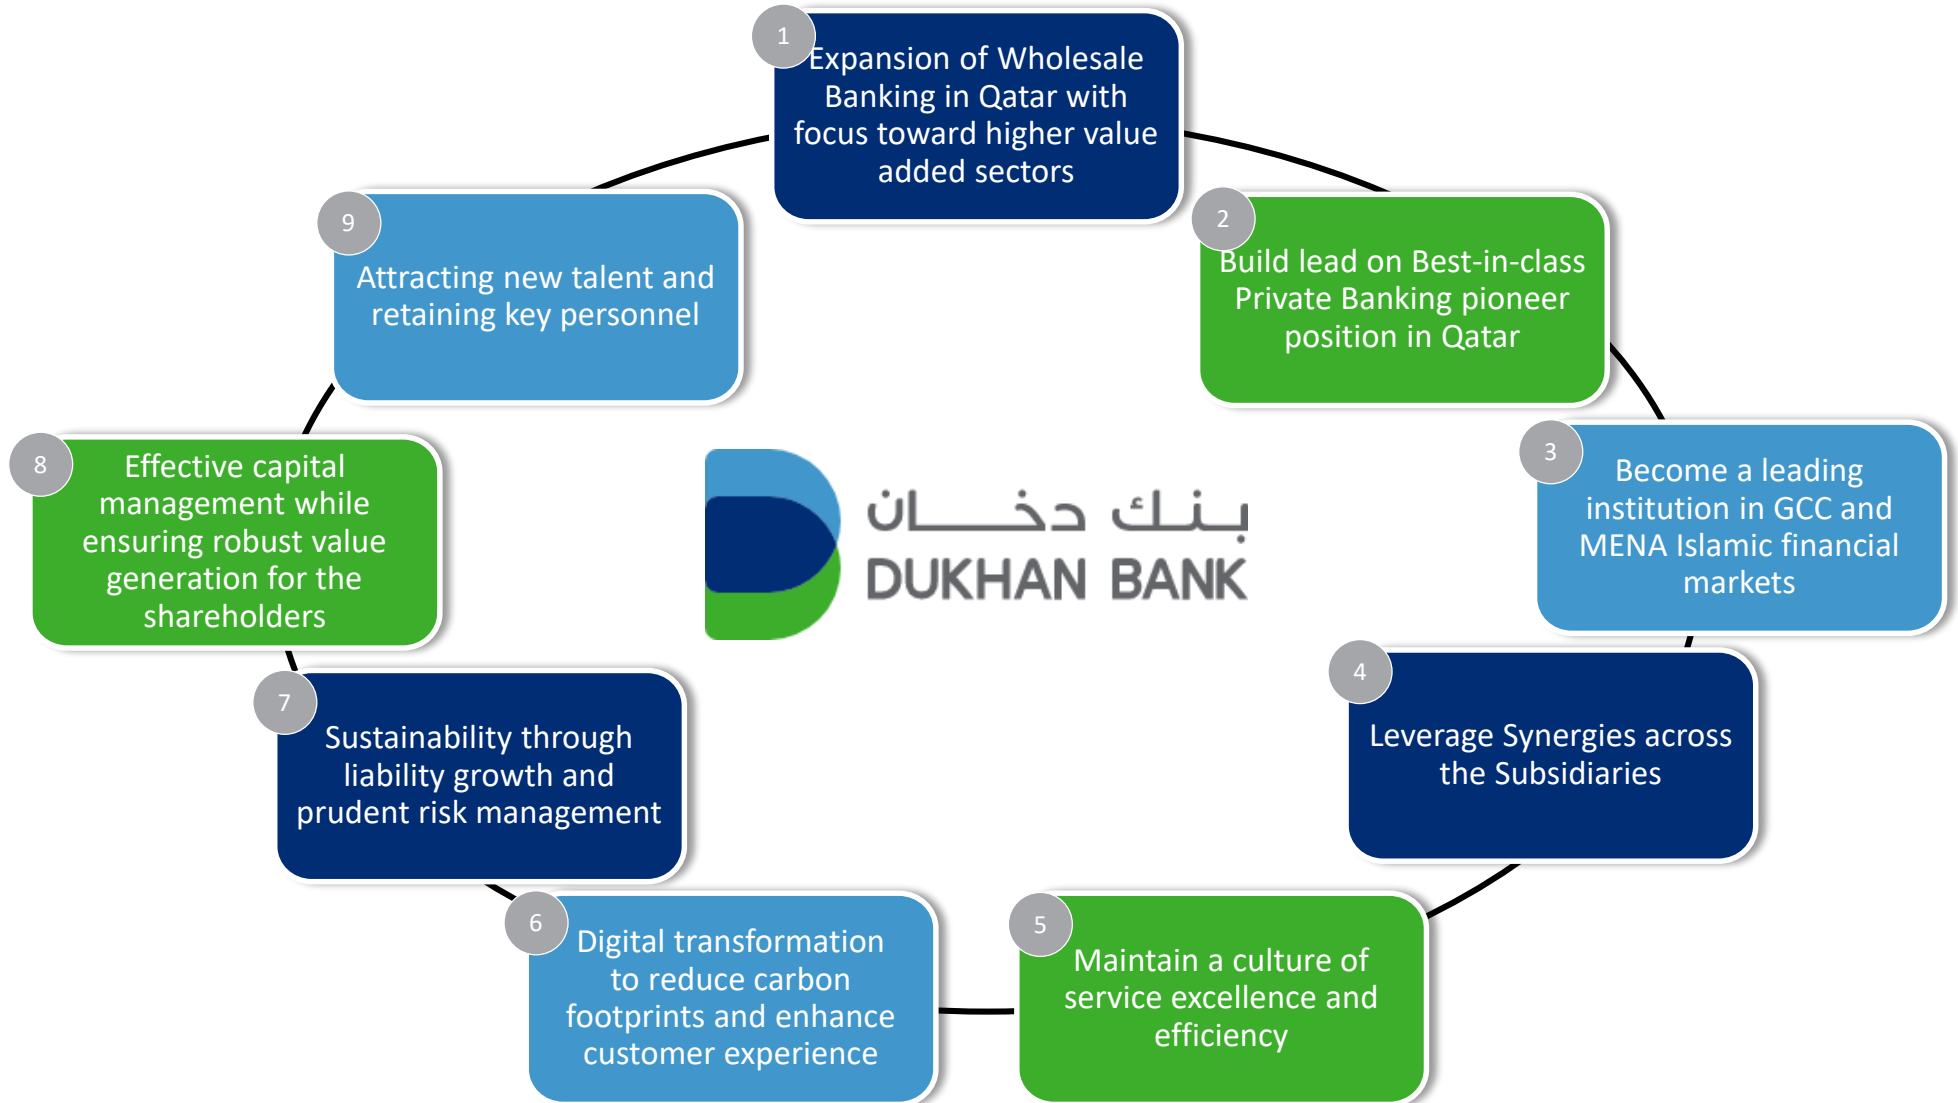 1
Expansion of Wholesale
Banking in Qatar with
focus toward higher value
added sectors
2
Build lead on Best-in-class
Private Banking pioneer
position in Qatar
3
Become a leading
institution in GCC and
MENA Islamic financial
markets
4
Leverage Synergies across
the Subsidiaries
5
Maintain a culture of
service excellence and
efficiency
6
Digital transformation
to reduce carbon
footprints and enhance
customer experience
7
Sustainability through
liability growth and
prudent risk management
8
Effective capital
management while
ensuring robust value
generation for the
shareholders
9
Attracting new talent and
retaining key personnel
بنك دخان
DUKHAN BANK